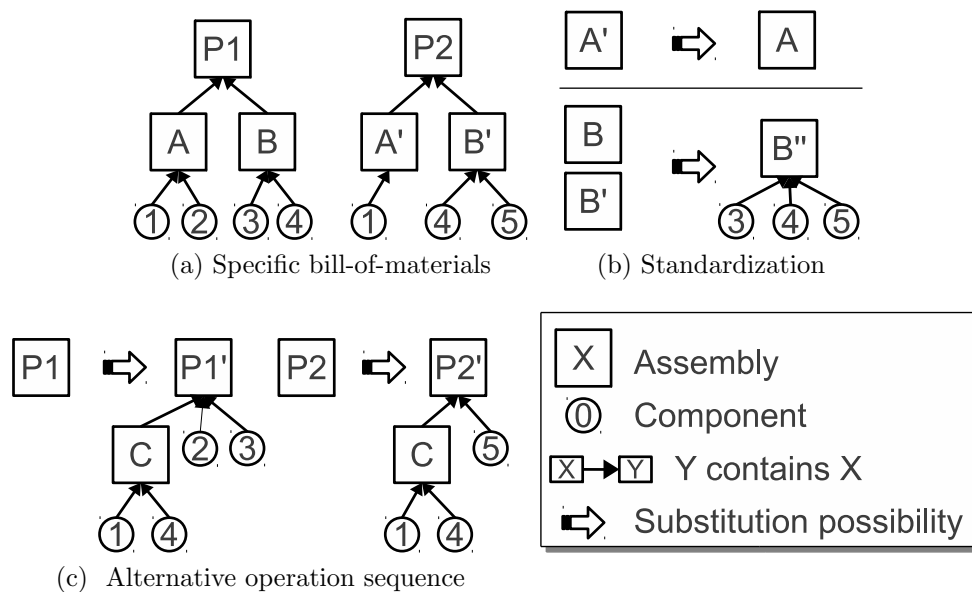 P1 P2
A B A' B'
1 2 3 4 1 4 5
(a) Specific bill-of-materials
A' A
B
B' B"
3 4 5
(b) Standardization
P1 P1' P2 P2'
C 2 3 C 5
1 4 1 4
(c) Alternative operation sequence
X Assembly
0 Component
X Y Y contains X
Substitution possibility